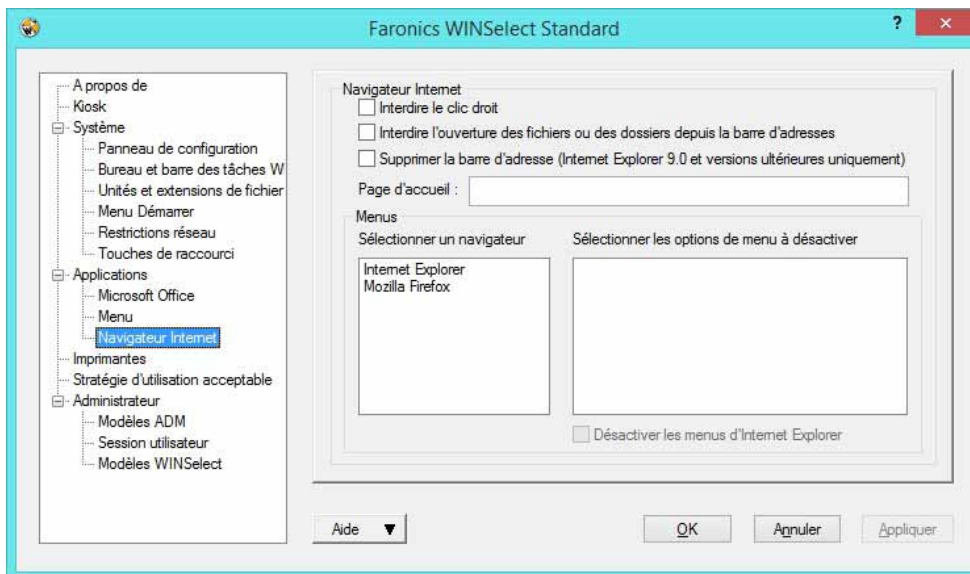 Faronics WINSelect Standard
?
A propos de
Kiosk
Système
Panneau de configuration
Bureau et barre des tâches W
Unités et extensions de fichier
Menu Démarrer
Restrictions réseau
Touches de raccourci
Applications
Microsoft Office
Menu
Navigateur Internet
Imprimantes
Stratégie d'utilisation acceptable
Administrateur
Modèles ADM
Session utilisateur
Modèles WINSelect
Navigateur Internet
Interdire le clic droit
Interdire l'ouverture des fichiers ou des dossiers depuis la barre d'adresses
Supprimer la barre d'adresse (Internet Explorer 9.0 et versions ultérieures uniquement)
Page d'accueil :
Menus
Sélectionner un navigateur
Sélectionner les options de menu à désactiver
Internet Explorer
Mozilla Firefox
Désactiver les menus d'Internet Explorer
Aide
OK
Annuler
Appliquer